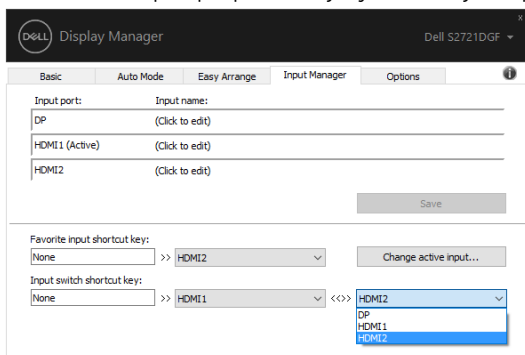 DELL Display Manager Dell S2721DGF
Basic Auto Mode Easy Arrange Input Manager Options
Input port: Input name:
DP (Click to edit)
HDMI1 (Active) (Click to edit)
HDMI2 (Click to edit)
Save
Favorite input shortcut key:
None >> HDMI2 Change active input...
Input switch shortcut key:
None >> HDMI1 <<>> HDMI2
DP
HDMI1
HDMI2